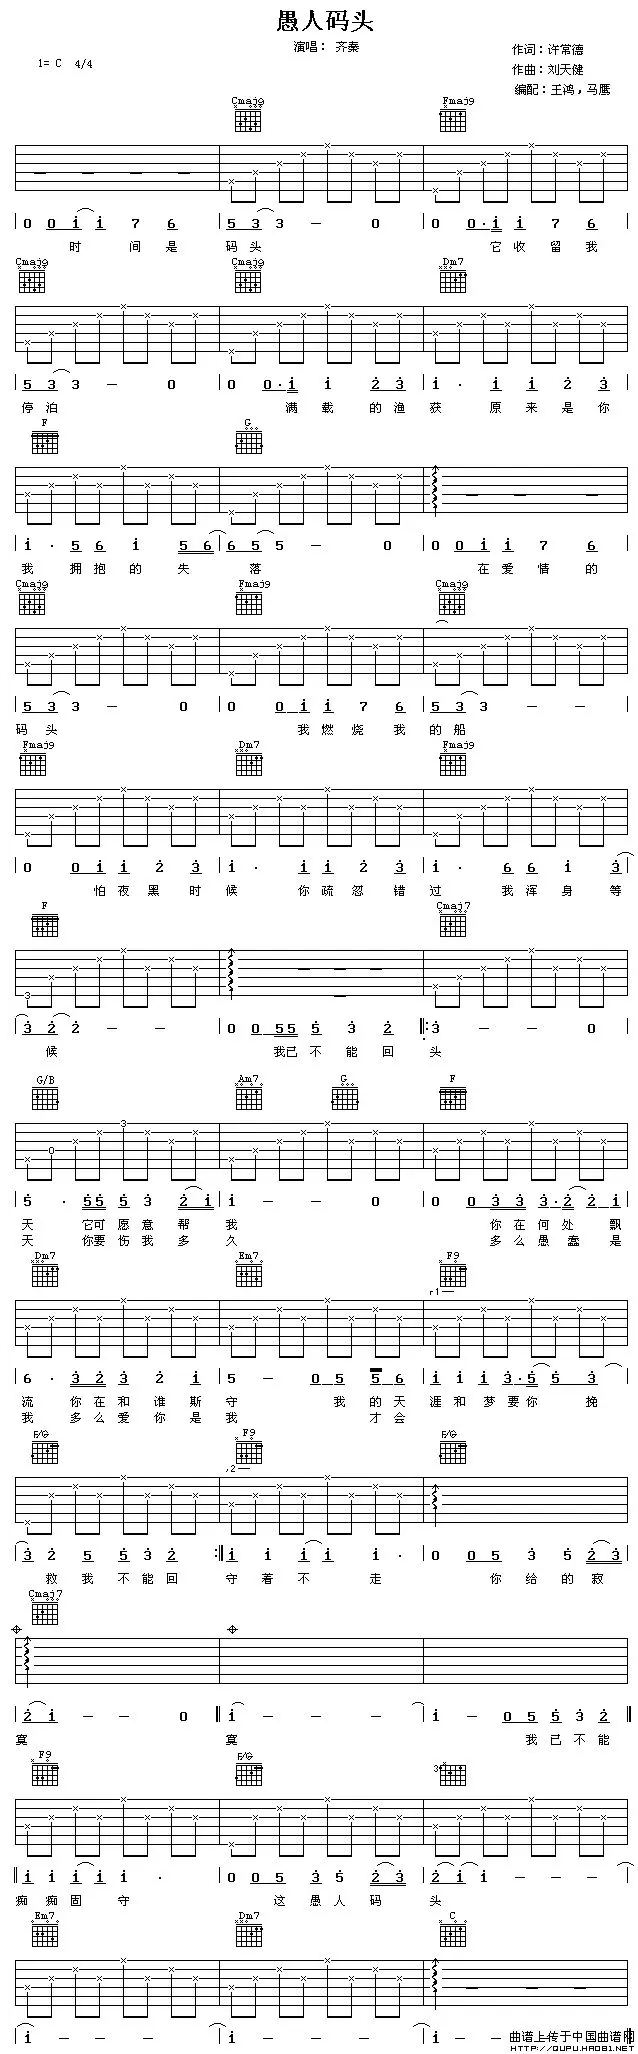 愚人码头
演唱： 齐秦
1= C 4/4
作词：许常德
作曲：刘天健
编配：王鸿，马鹰
Cmaj9 Fmaj9
0 0 i i 7 6 5 3 3 — 0 0 0· i i 7 6
时 间 是 码 头 它 收 留 我
Cmaj9 Cmaj9 Dm7
5 3 3 — 0 0 0· i i 2 3 i · i i 2 3
停 泊 满 载 的 渔 获 原 来 是 你
F G
i · 5 6 i 5 6 6 5 5 — 0 0 0 i i 7 6
我 拥 抱 的 失 落 在 爱 情 的
Cmaj9 Fmaj9 Cmaj9
5 3 3 — 0 0 0 i i 7 6 5 3 3 — —
码 头 我 燃 烧 我 的 船
Fmaj9 Dm7 Fmaj9
0 0 i i 2 3 i · i i 2 3 i · 6 6 i 3
怕 夜 黑 时 候 你 疏 忽 错 过 我 浑 身 等
F Cmaj7
3
3 2 2 — — 0 0 5 5 5 3 2 3 — — 0
候 我 已 不 能 回 头
G/B Am7 G F
0 3
5 · 5 5 5 3 2 i i — — 0 0 0 3 3 3· 2 2 i
天 它 可 愿 意 帮 我 你 在 何 处 飘
天 你 要 伤 我 多 久 多 么 愚 蠢 是
Dm7 Em7 F9
r1—
6 · 3 2 3 2 i 5 — 0 5 5 6 i i i 3· 5 5 3
流 你 在 和 谁 斯 守 我 的 天 涯 和 梦 要 你 挽
我 多 么 爱 你 是 我 才 会
F/G F9 F/G
,2—
3 2 5 5 3 2 i i i i i · 0 0 5 3 5 2 3
救 我 不 能 回 守 着 不 走 你 给 的 寂
Cmaj7
2 i — — 0 i — — — i — 0 5 5 3 2
寞 寞 我 已 不 能
F9 F/G 3
i i i i i · 0 0 5 3 5 2 3 2 i i — — —
痴 痴 固 守 这 愚 人 码 头
Em7 Dm7 C
i — — — i — — — i —
曲谱上传于中国曲谱网
HTTP://QUPU.HAO81.NET